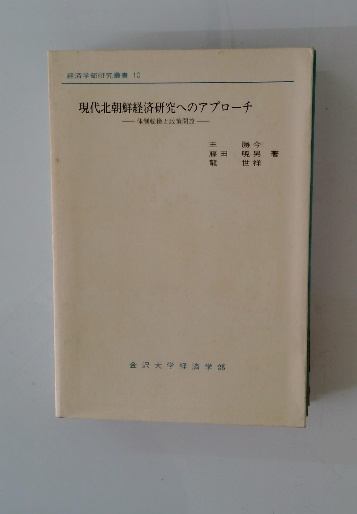 経済学部研究叢書 10
現代北朝鮮経済研究へのアプローチ
—— 体制転換と政策課題 ——
王 勝今
藤田 暁男 著
龍 世祥
金沢大学経済学部